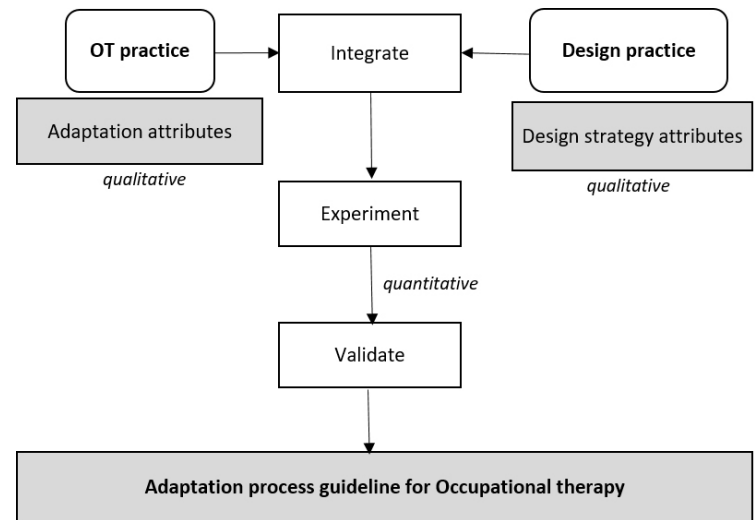 OT practice
Integrate
Design practice
Adaptation attributes
Design strategy attributes
qualitative
qualitative
Experiment
quantitative
Validate
Adaptation process guideline for Occupational therapy